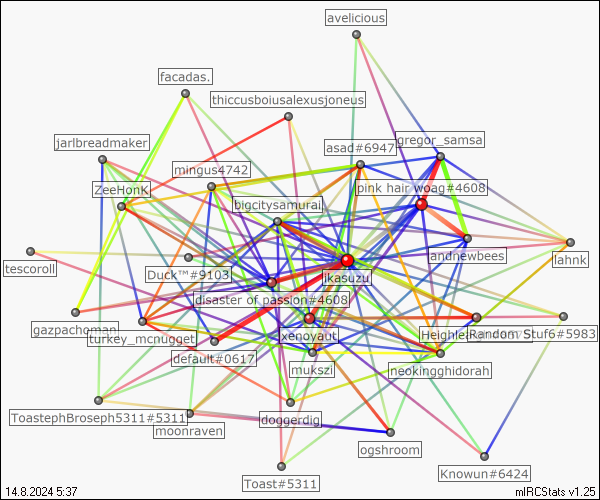 avelicious
facadas.
thiccusboiusalexusjoneus
jarlbreadmaker
asad#6947
gregor_samsa
mingus4742
ZeeHonK
pink hair woag#4608
bigcitysamurai
andnewbees
lahnk
tescoroll
Duck™#9103
jkasuzu
disaster of passion#4608
gazpachoman
turkey_mcnugget
xenoyaut
Random Stuf6#5983
default#0617
mukszi
neokingghidorah
ToastephBroseph5311#5311
doggerdig
moonraven
ogshroom
Toast#5311
Knowun#6424
14.8.2024 5:37
mIRCStats v1.25